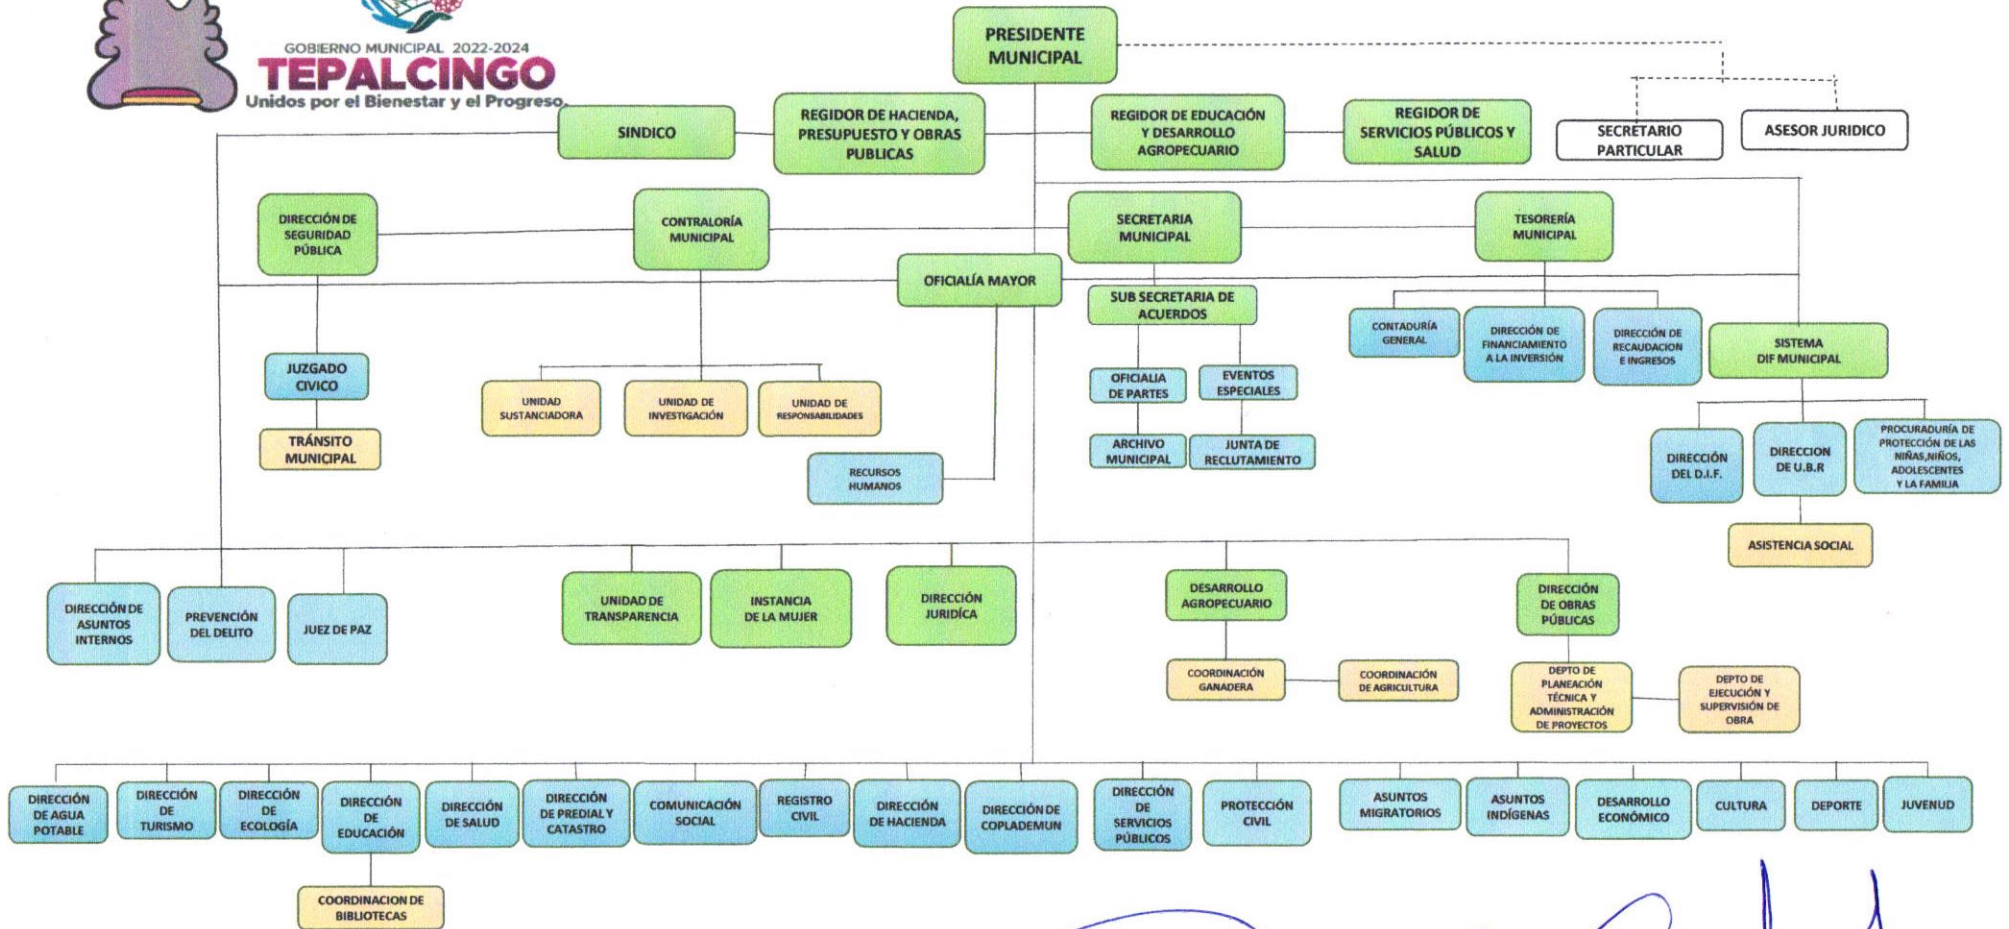 GOBIERNO MUNICIPAL 2022-2024
TEPALCINGO
Unidos por el Bienestar y el Progreso.
PRESIDENTE
MUNICIPAL
SINDICO
REGIDOR DE HACIENDA,
PRESUPUESTO Y OBRAS
PUBLICAS
REGIDOR DE EDUCACIÓN
Y DESARROLLO
AGROPECUARIO
REGIDOR DE
SERVICIOS PÚBLICOS Y
SALUD
SECRETARIO
PARTICULAR
ASESOR JURIDICO
DIRECCIÓN DE
SEGURIDAD
PÚBLICA
CONTRALORÍA
MUNICIPAL
SECRETARIA
MUNICIPAL
TESORERÍA
MUNICIPAL
OFICIALÍA MAYOR
SUB SECRETARIA DE
ACUERDOS
CONTADURÍA
GENERAL
DIRECCIÓN DE
FINANCIAMIENTO
A LA INVERSIÓN
DIRECCIÓN DE
RECAUDACION
E INGRESOS
SISTEMA
DIF MUNICIPAL
JUZGADO
CIVICO
TRÁNSITO
MUNICIPAL
UNIDAD
SUSTANCIADORA
UNIDAD DE
INVESTIGACIÓN
UNIDAD DE
RESPONSABILIDADES
OFICIALIA
DE PARTES
EVENTOS
ESPECIALES
ARCHIVO
MUNICIPAL
JUNTA DE
RECLUTAMIENTO
RECURSOS
HUMANOS
DIRECCIÓN
DEL D.I.F.
DIRECCION
DE U.B.R
PROCURADURÍA DE
PROTECCIÓN DE LAS
NIÑAS,NIÑOS,
ADOLESCENTES
Y LA FAMILIA
ASISTENCIA SOCIAL
DIRECCIÓN DE
ASUNTOS
INTERNOS
PREVENCIÓN
DEL DELITO
JUEZ DE PAZ
UNIDAD DE
TRANSPARENCIA
INSTANCIA
DE LA MUJER
DIRECCIÓN
JURIDÍCA
DESARROLLO
AGROPECUARIO
DIRECCIÓN
DE OBRAS
PÚBLICAS
COORDINACIÓN
GANADERA
COORDINACIÓN
DE AGRICULTURA
DEPTO DE
PLANEACIÓN
TÉCNICA Y
ADMINISTRACIÓN
DE PROYECTOS
DEPTO DE
EJECUCIÓN Y
SUPERVISIÓN DE
OBRA
DIRECCIÓN
DE AGUA
POTABLE
DIRECCIÓN
DE
TURISMO
DIRECCIÓN
DE
ECOLOGÍA
DIRECCIÓN
DE
EDUCACIÓN
DIRECCIÓN
DE SALUD
DIRECCIÓN
DE PREDIAL Y
CATASTRO
COMUNICACIÓN
SOCIAL
REGISTRO
CIVIL
DIRECCIÓN
DE HACIENDA
DIRECCIÓN DE
COPLADEMUN
DIRECCIÓN
DE
SERVICIOS
PÚBLICOS
PROTECCIÓN
CIVIL
ASUNTOS
MIGRATORIOS
ASUNTOS
INDÍGENAS
DESARROLLO
ECONÓMICO
CULTURA
DEPORTE
JUVENUD
COORDINACION DE
BIBLIOTECAS